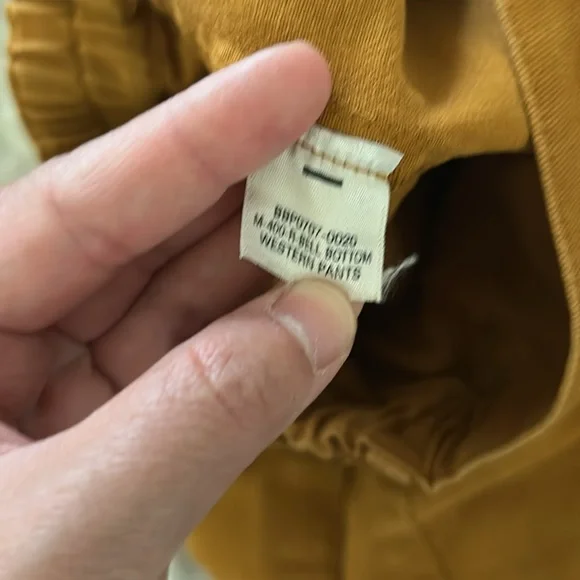 BBP0707-0020
M-400-R-BELL BOTTOM
WESTERN PANTS